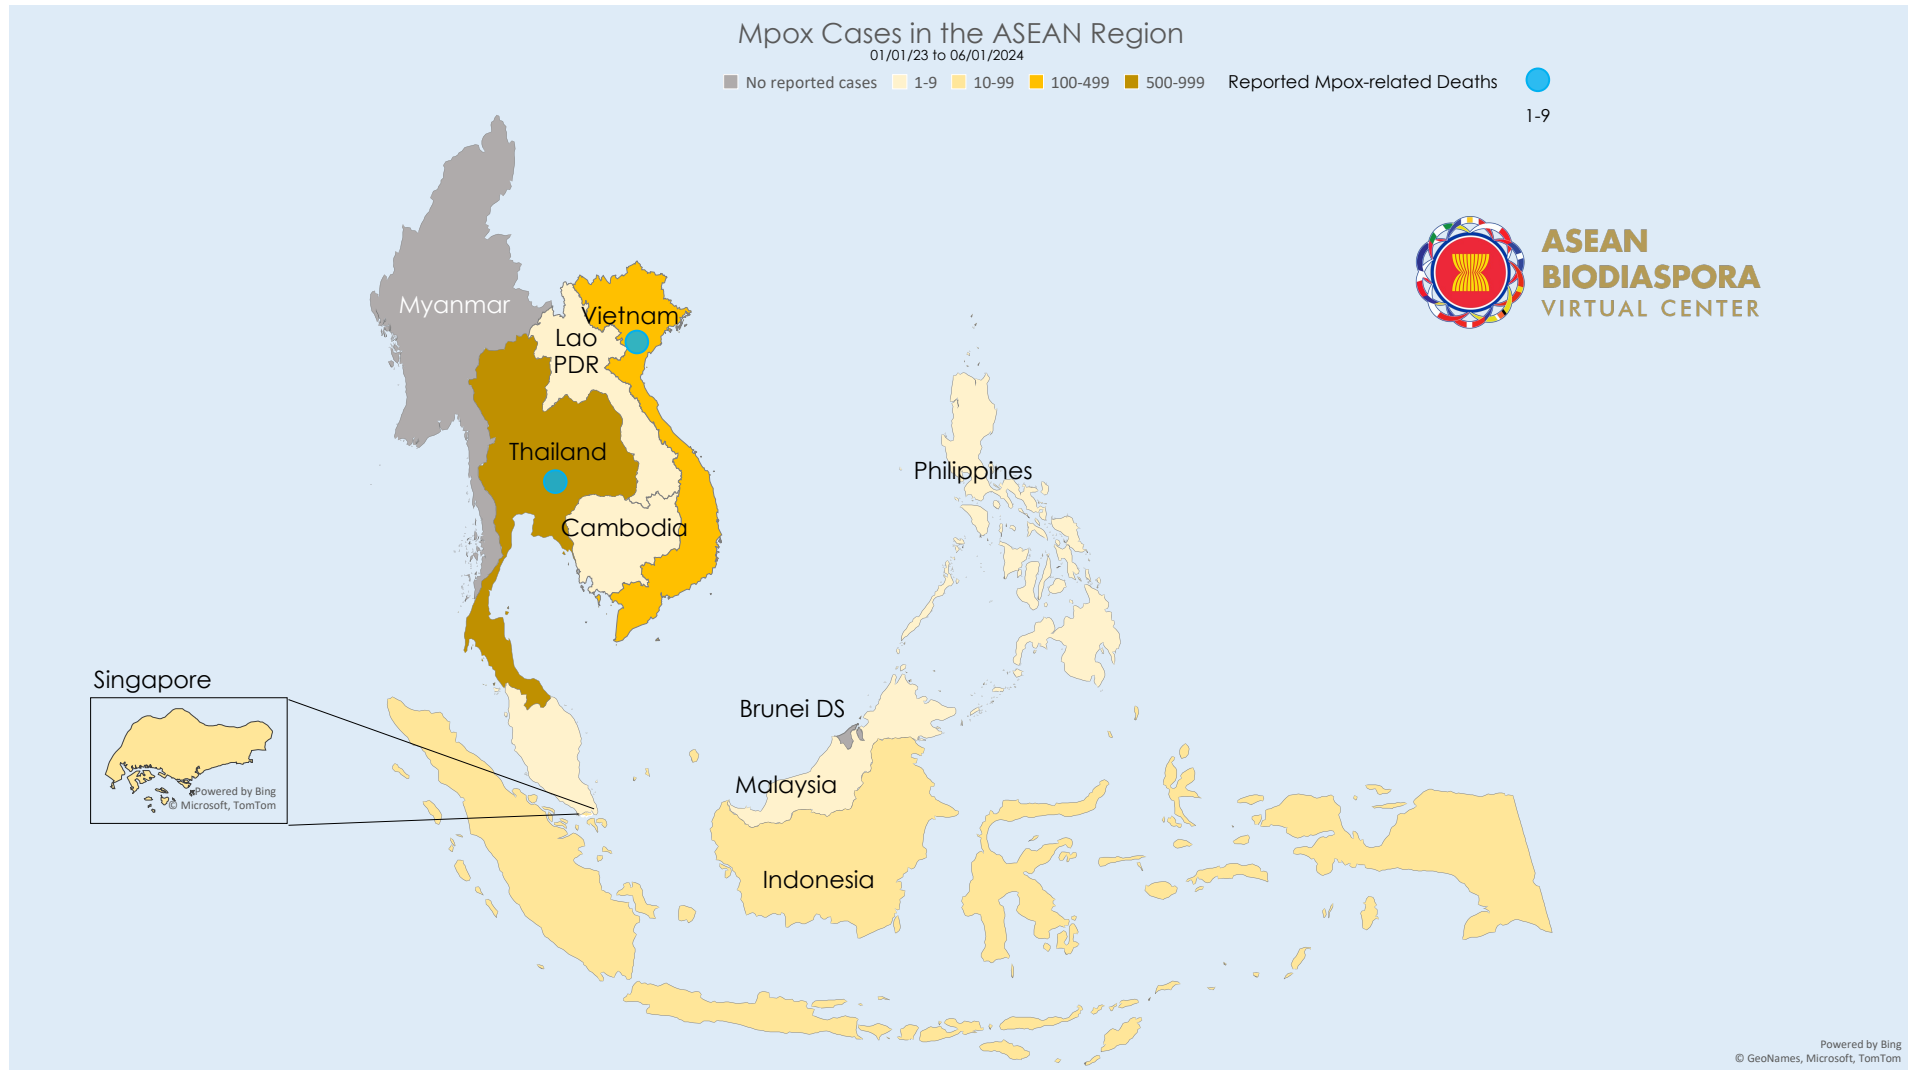 Mpox Cases in the ASEAN Region
01/01/23 to 06/01/2024
No reported cases 1-9 10-99 100-499 500-999 Reported Mpox-related Deaths
1-9
ASEAN
BIODIASPORA
VIRTUAL CENTER
Myanmar
Vietnam
Lao
PDR
Thailand
Philippines
Cambodia
Singapore
Powered by Bing
© Microsoft, TomTom
Brunei DS
Malaysia
Indonesia
Powered by Bing
© GeoNames, Microsoft, TomTom